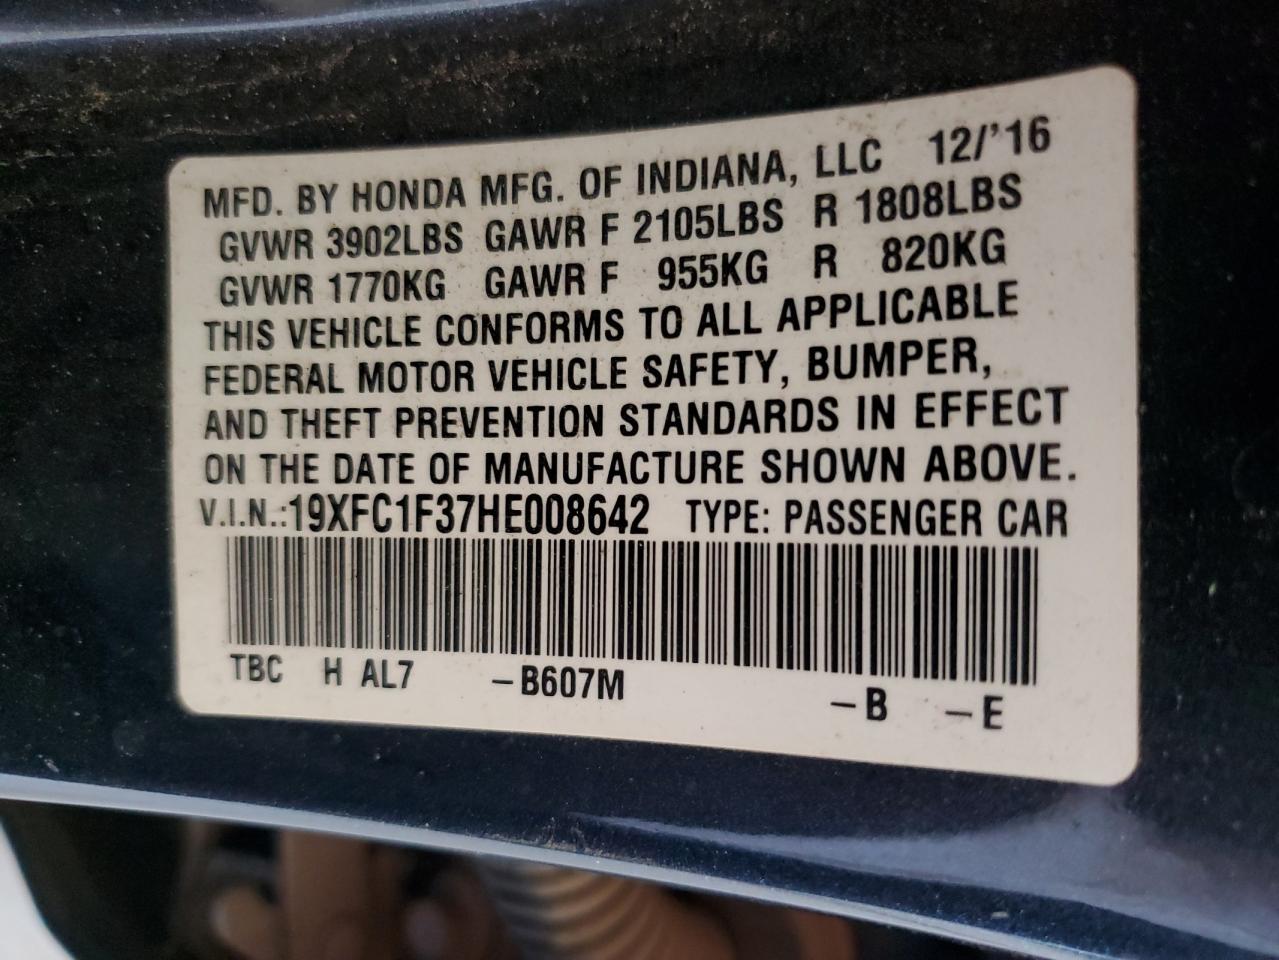 MFD. BY HONDA MFG. OF INDIANA, LLC 12/'16
GVWR 3902LBS GAWR F 2105LBS R 1808LBS
GVWR 1770KG GAWR F 955KG R 820KG
THIS VEHICLE CONFORMS TO ALL APPLICABLE
FEDERAL MOTOR VEHICLE SAFETY, BUMPER,
AND THEFT PREVENTION STANDARDS IN EFFECT
ON THE DATE OF MANUFACTURE SHOWN ABOVE.
V.I.N.:19XFC1F37HE008642 TYPE: PASSENGER CAR
TBC H AL7 –B607M –B –E